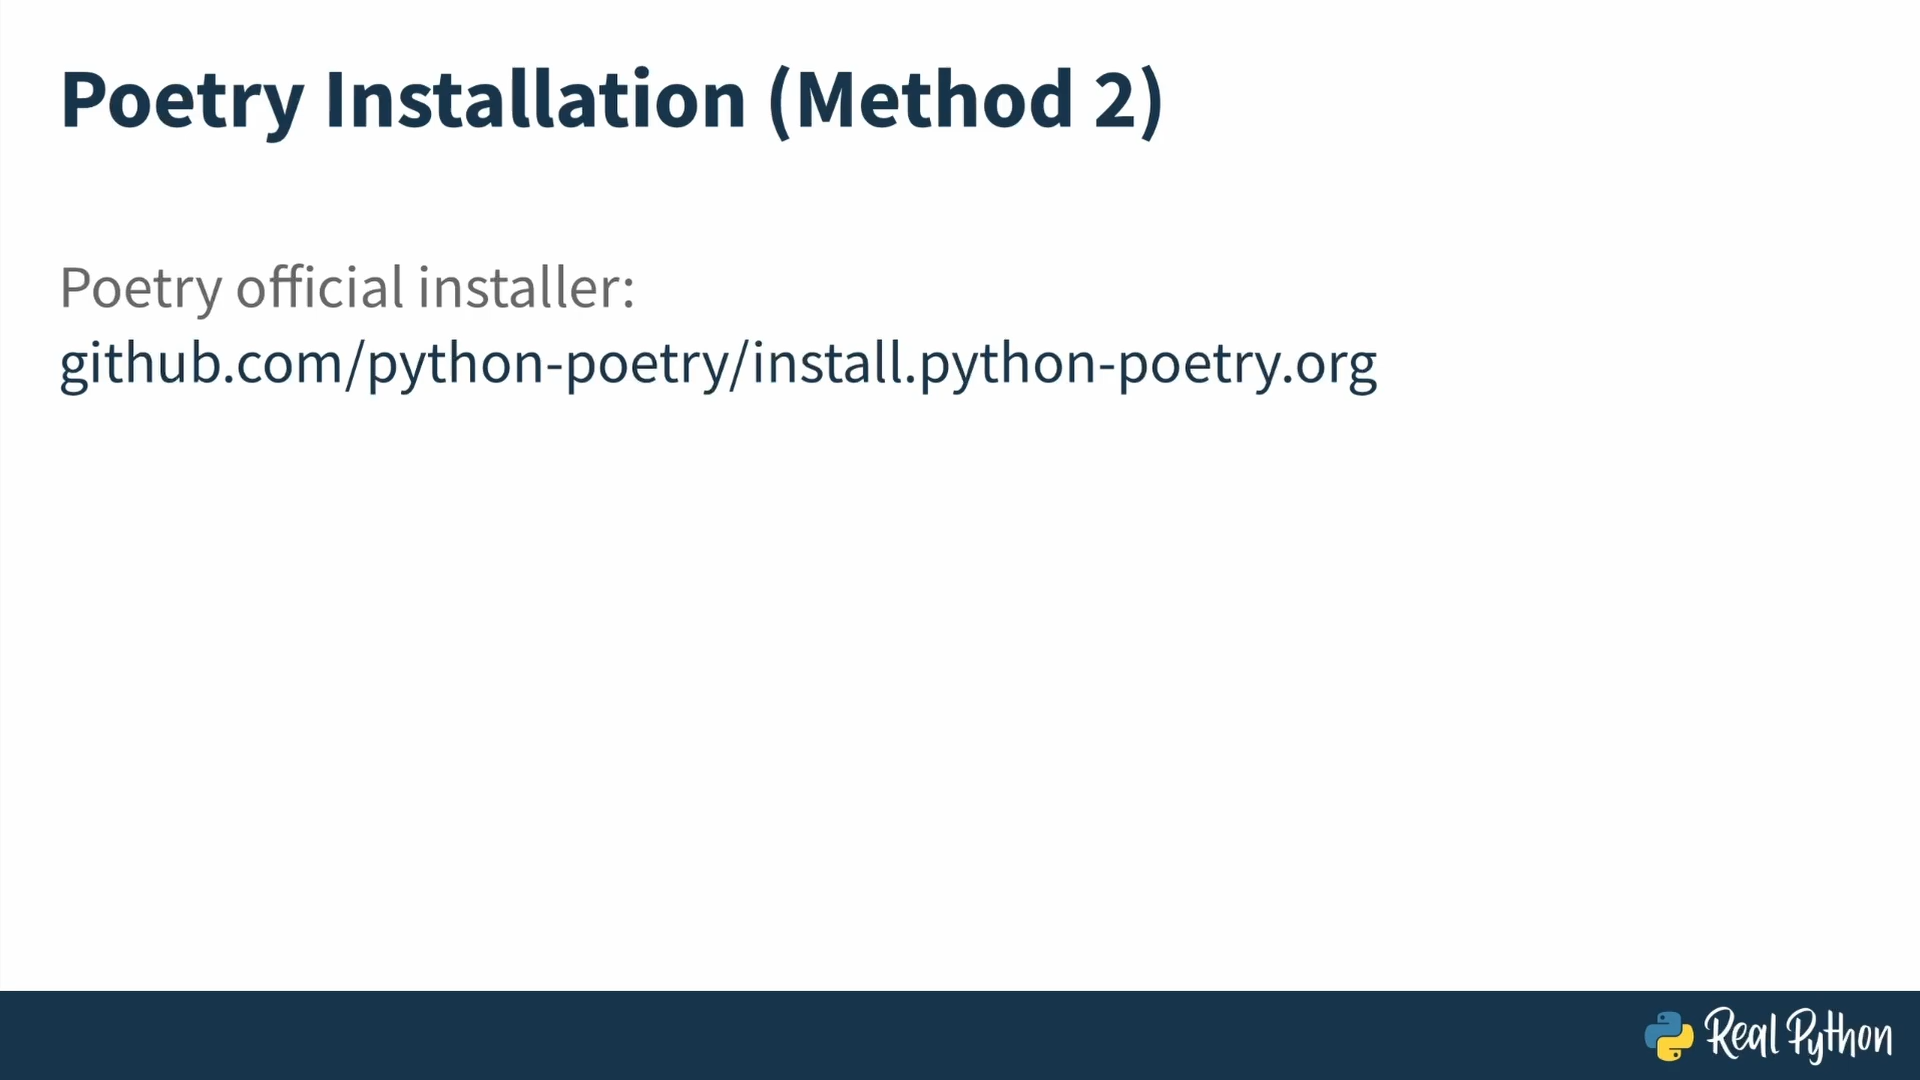 Poetry Installation (Method 2)
Poetry official installer:
github.com/python-poetry/install.python-poetry.org
Real Python